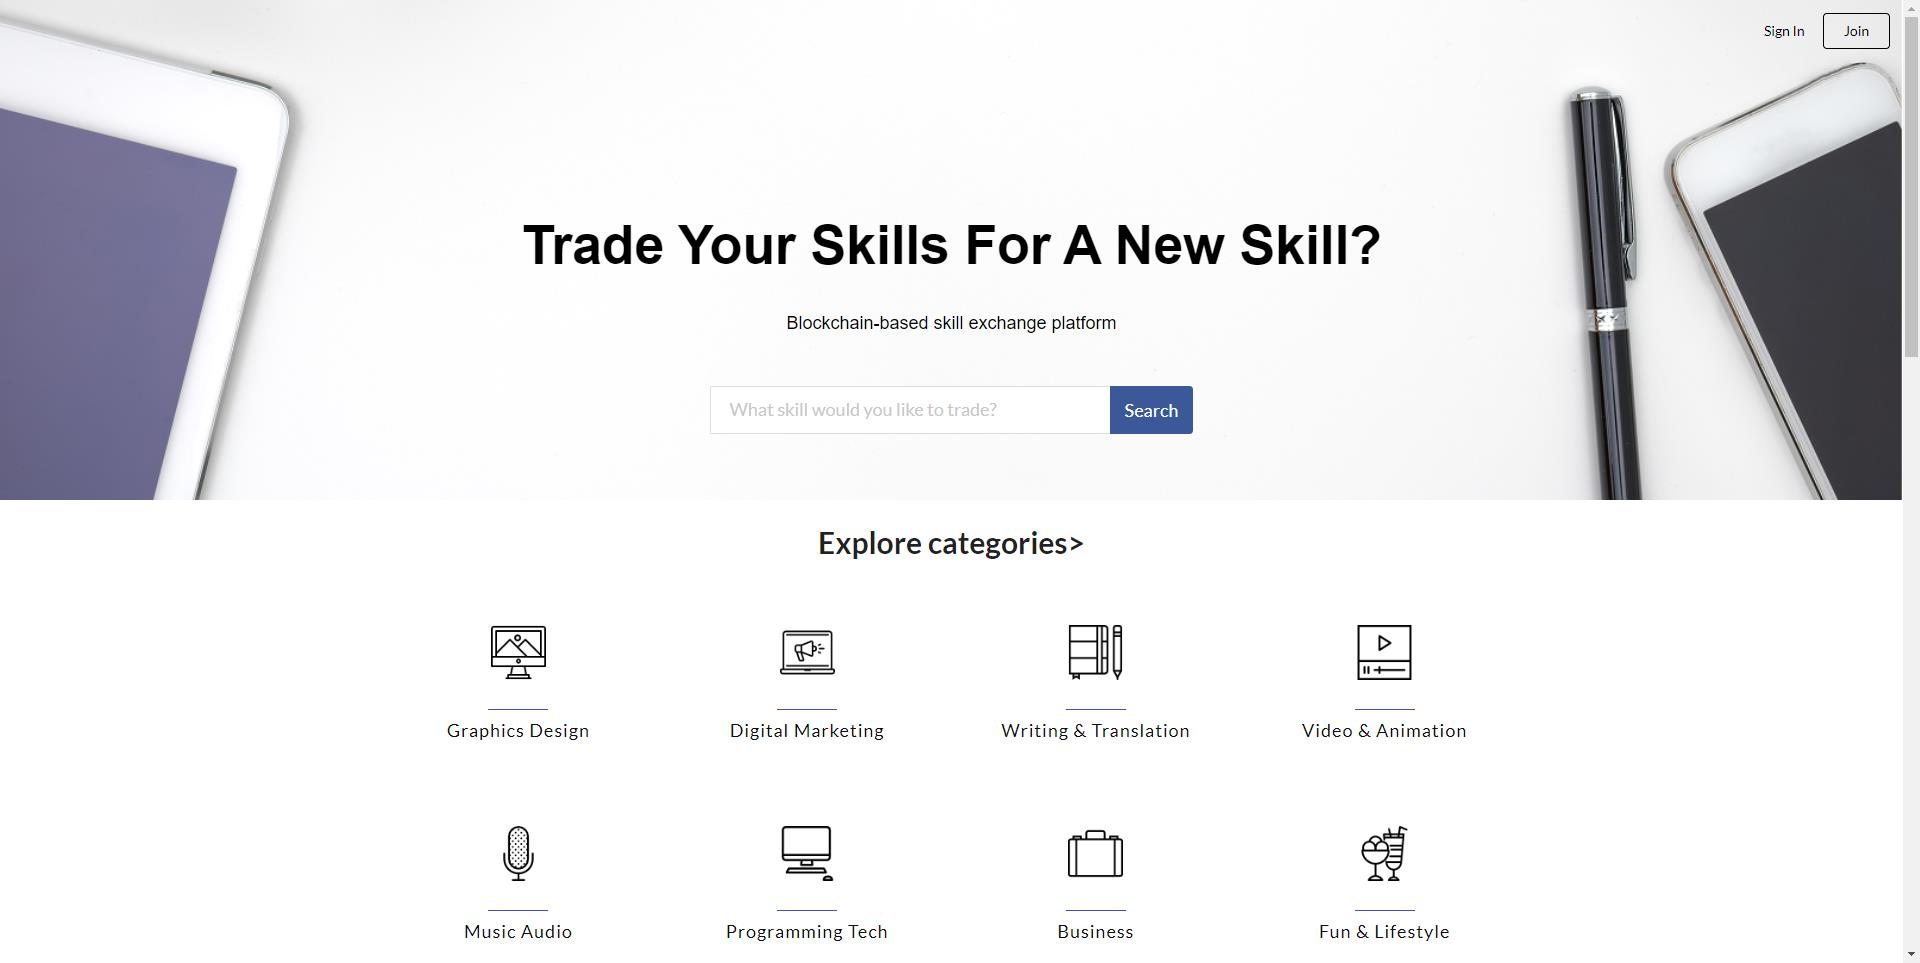 Sign In
Join
Trade Your Skills For A New Skill?
Blockchain-based skill exchange platform
What skill would you like to trade?
Search
Explore categories>
Graphics Design
Digital Marketing
Writing & Translation
Video & Animation
Music Audio
Programming Tech
Business
Fun & Lifestyle